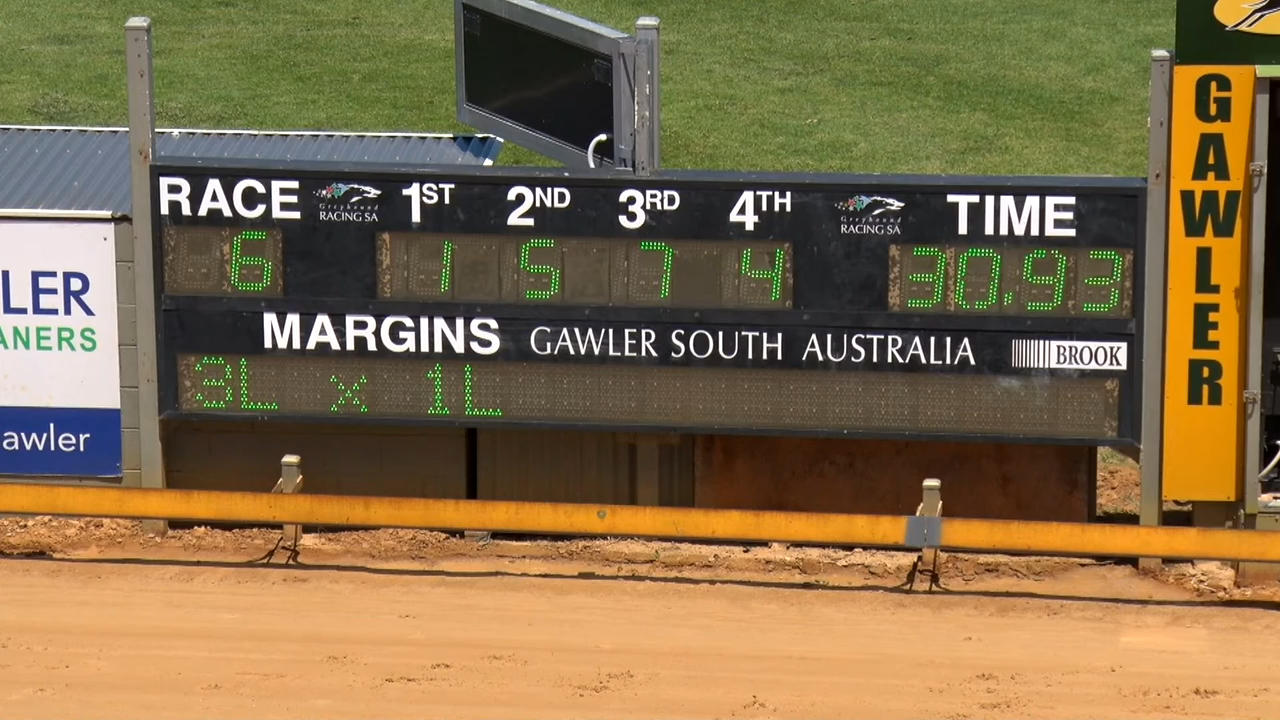 RACE Greyhound RACING SA 1ST 2ND 3RD 4TH Greyhound RACING SA TIME
6 1 5 7 4 30.93
MARGINS GAWLER SOUTH AUSTRALIA BROOK
3L x 1L
LER
ANERS
awler
GAWLER